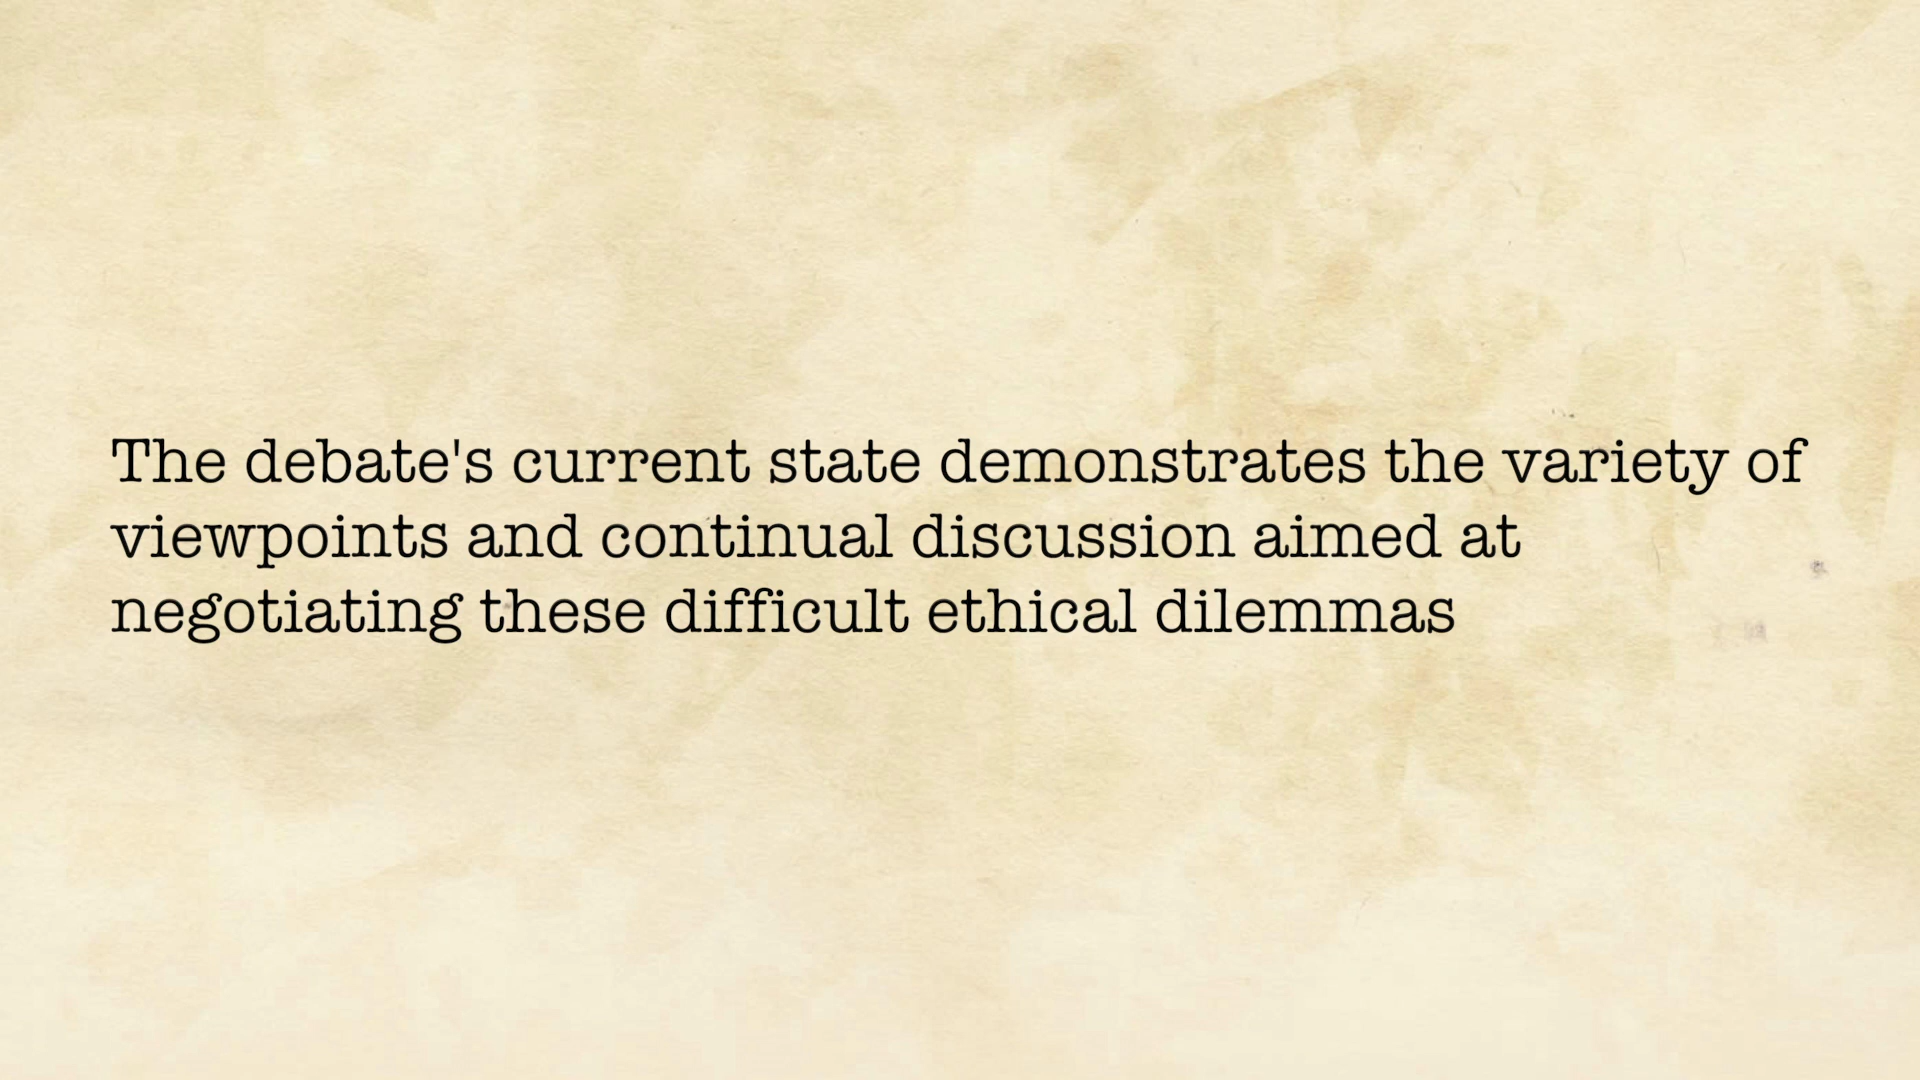 The debate's current state demonstrates the variety of
viewpoints and continual discussion aimed at
negotiating these difficult ethical dilemmas